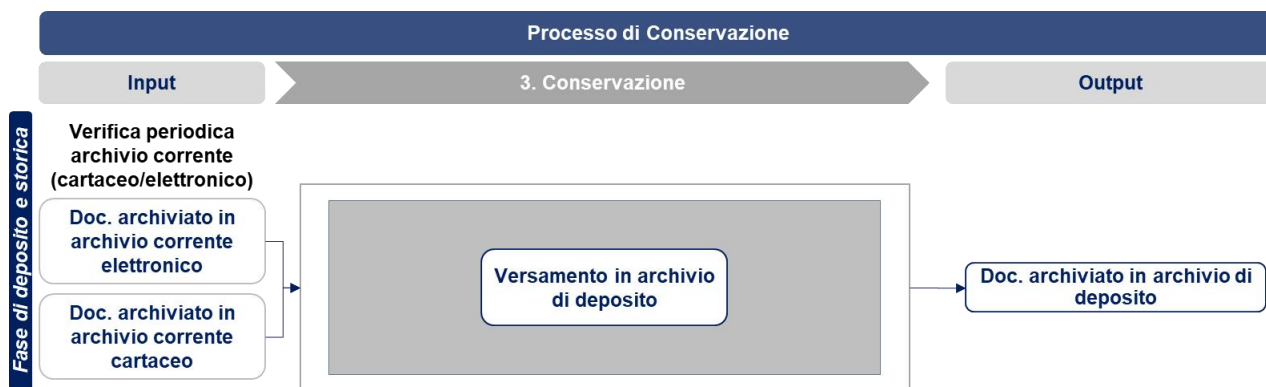 Processo di Conservazione
Input
3. Conservazione
Output
Fase di deposito e storica
Verifica periodica
archivio corrente
(cartaceo/elettronico)
Doc. archiviato in
archivio corrente
elettronico
Doc. archiviato in
archivio corrente
cartaceo
Versamento in archivio
di deposito
Doc. archiviato in archivio di
deposito